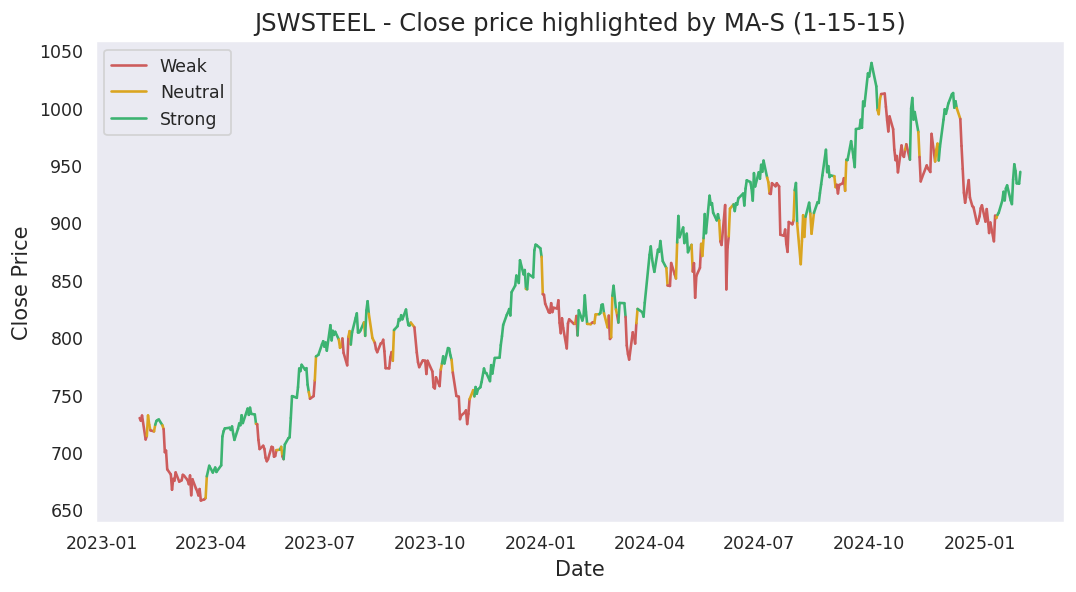 JSWSTEEL - Close price highlighted by MA-S (1-15-15)
Weak
Neutral
Strong
Close Price
1050
1000
950
900
850
800
750
700
650
2023-01 2023-04 2023-07 2023-10 2024-01 2024-04 2024-07 2024-10 2025-01
Date